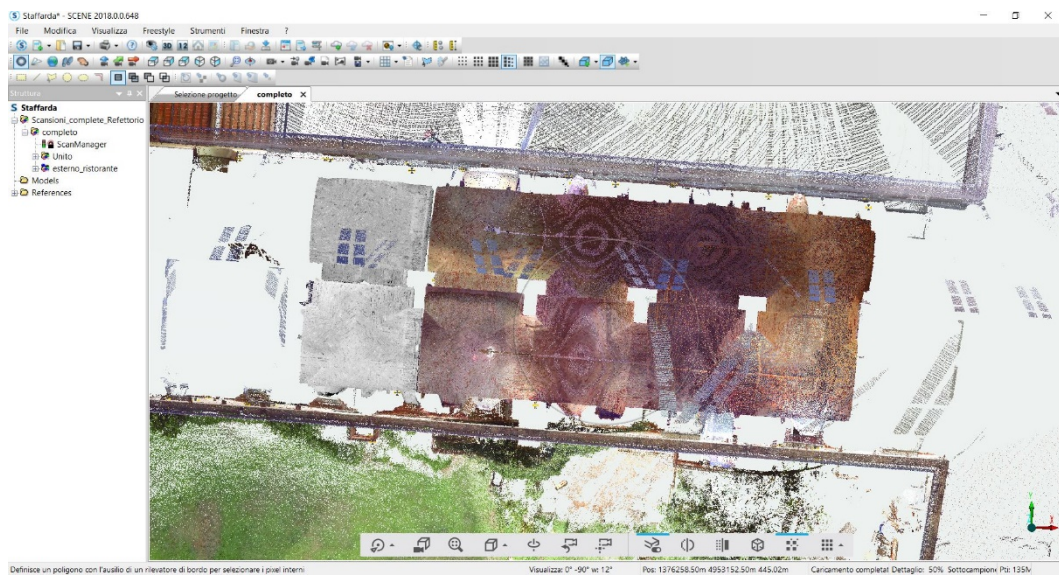 Staffarda* - SCENE 2018.0.0.648
File Modifica Visualizza Freestyle Strumenti Finestra ?
Struttura
Selezione progetto completo X
S Staffarda
Scansioni_complete_Refettorio
completo
ScanManager
Unito
esterno_ristorante
Models
References
Definisce un poligono con l'ausilio di un rilevatore di bordo per selezionare i pixel interni Visualizza: 0° -90° w: 12° Pos: 1376258.50m 4953152.50m 445.02m Caricamento completat Dettaglio: 50% Sottocampioni Pti: 135M